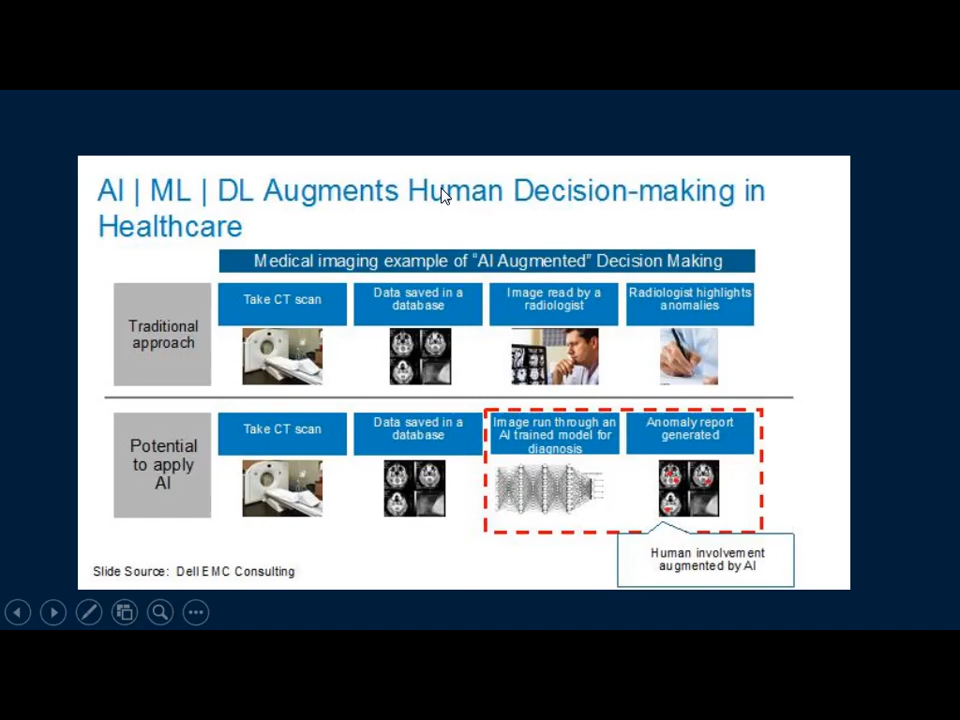 AI | ML | DL Augments Human Decision-making in
Healthcare
Medical imaging example of "AI Augmented" Decision Making
Traditional
approach
Take CT scan
Data saved in a
database
Image read by a
radiologist
Radiologist highlights
anomalies
Potential
to apply
AI
Take CT scan
Data saved in a
database
Image run through an
AI trained model for
diagnosis
Anomaly report
generated
Human involvement
augmented by AI
Slide Source: Dell EMC Consulting